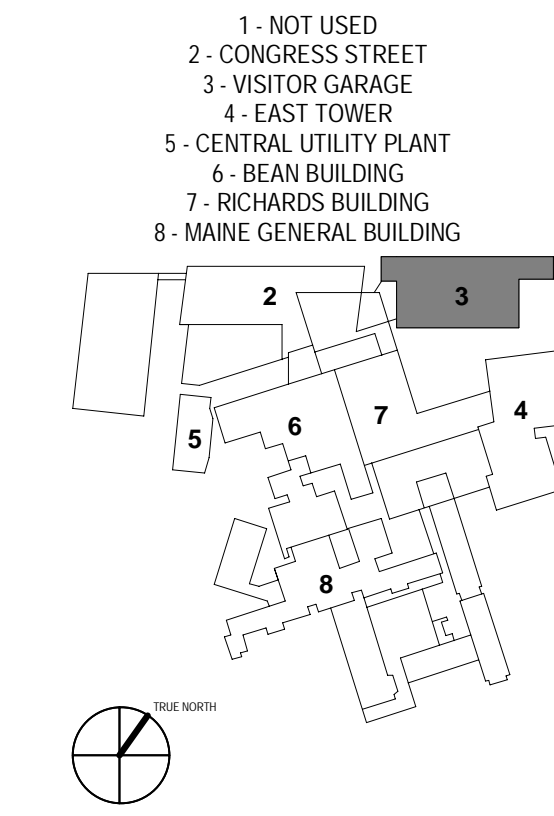 1 - NOT USED
2 - CONGRESS STREET
3 - VISITOR GARAGE
4 - EAST TOWER
5 - CENTRAL UTILITY PLANT
6 - BEAN BUILDING
7 - RICHARDS BUILDING
8 - MAINE GENERAL BUILDING
2
3
4
7
6
5
8
TRUE NORTH